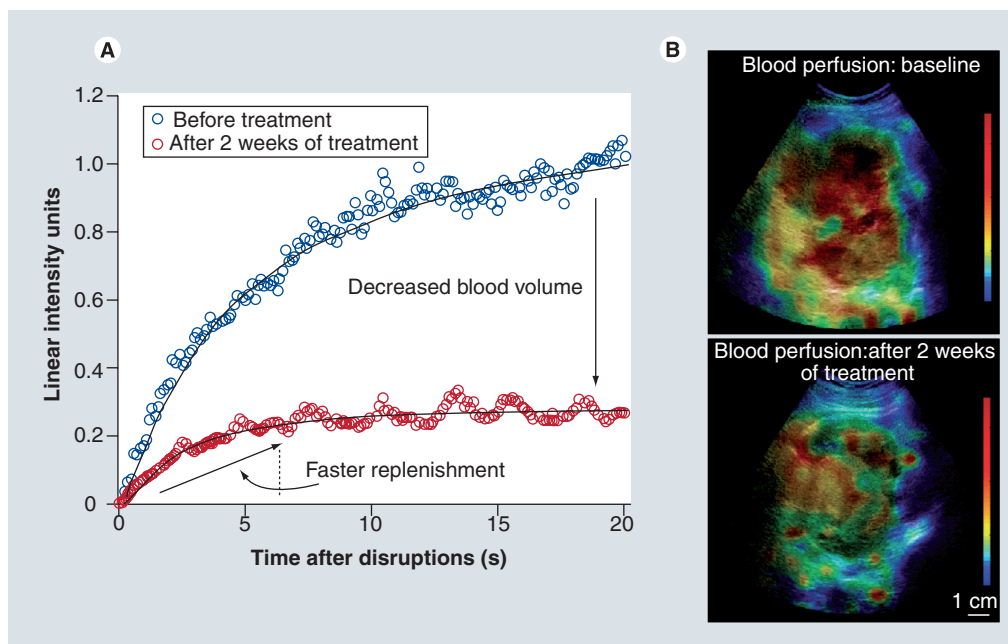 A
B
1.2
1.0
0.8
0.6
0.4
0.2
0
Linear intensity units
Before treatment
After 2 weeks of treatment
Decreased blood volume
Faster replenishment
0
5
10
15
20
Time after disruptions (s)
Blood perfusion: baseline
Blood perfusion:after 2 weeks
of treatment
1 cm